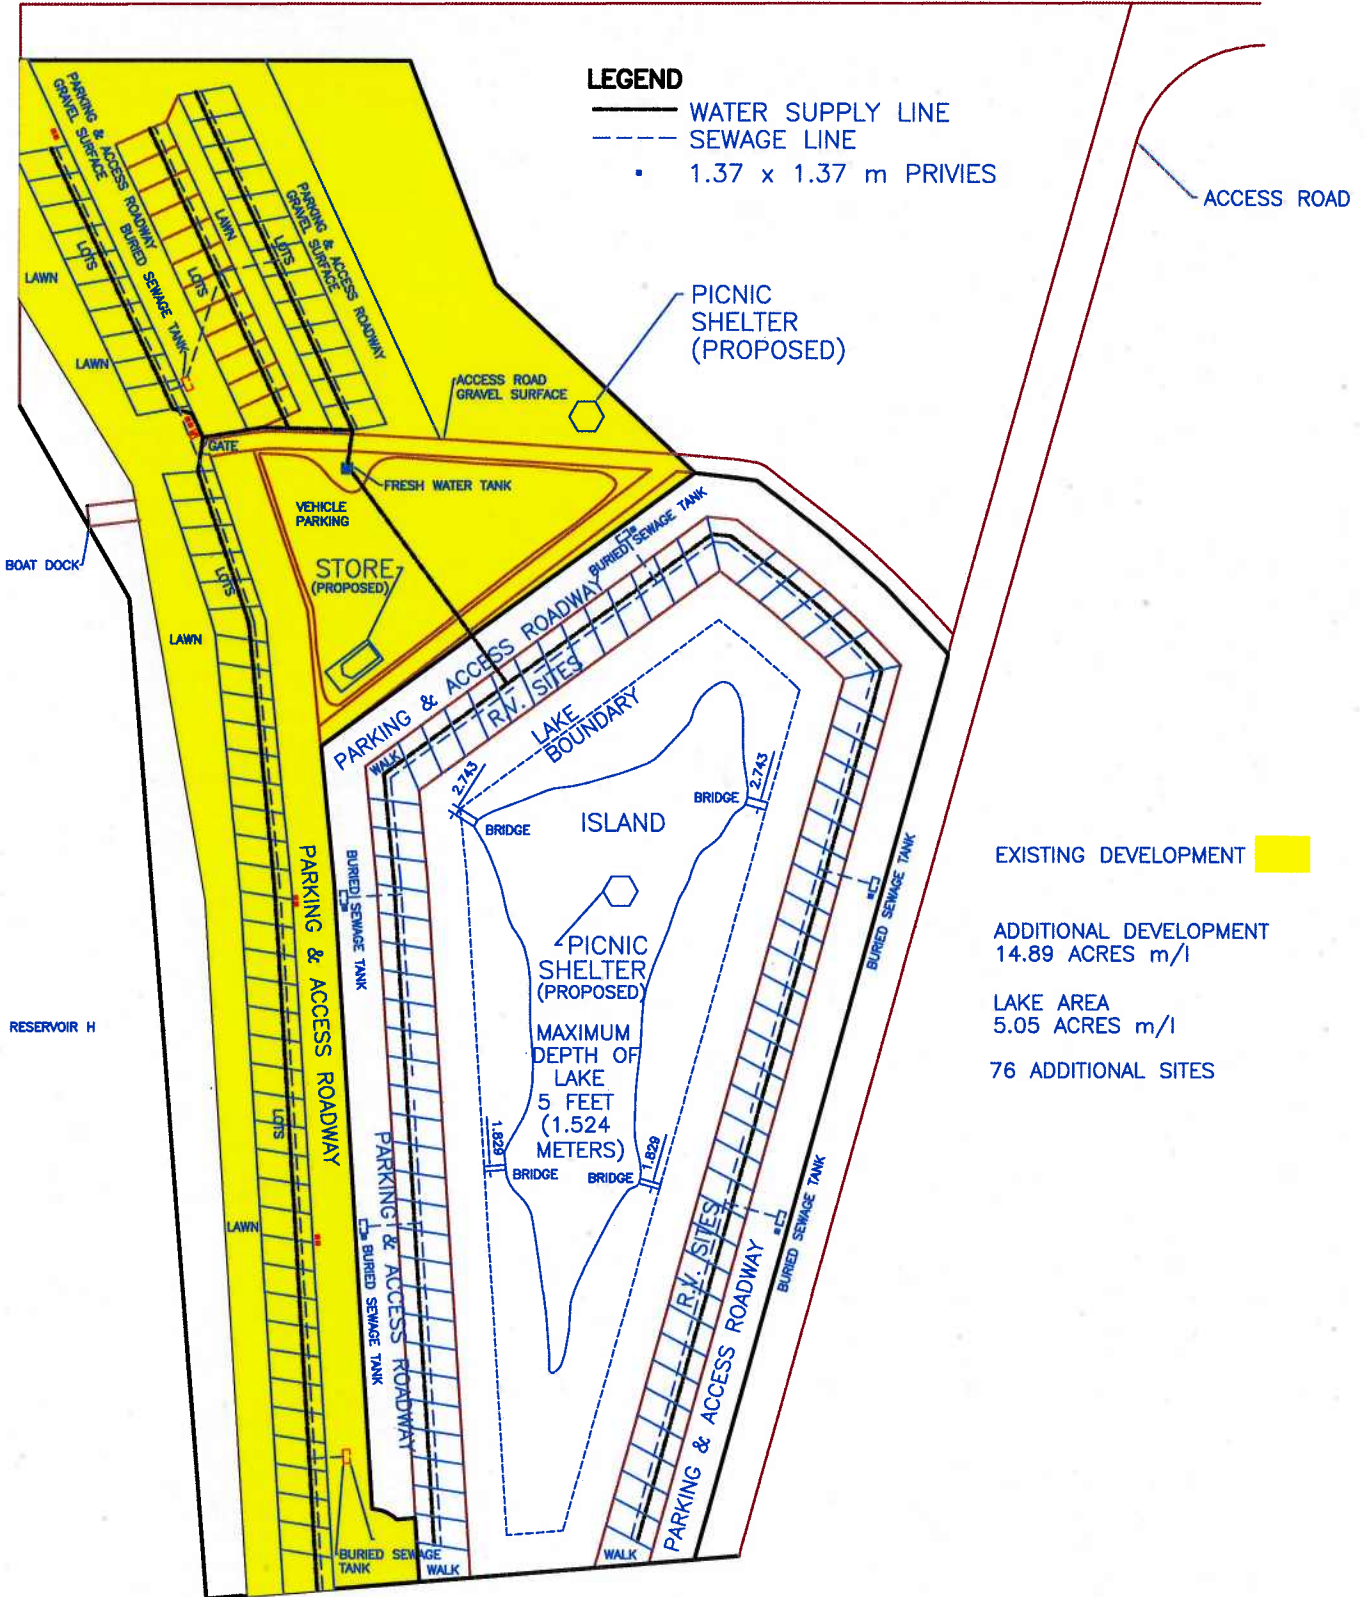 LEGEND
WATER SUPPLY LINE
SEWAGE LINE
1.37 x 1.37 m PRIVIES
ACCESS ROAD
PICNIC
SHELTER
(PROPOSED)
PARKING & ACCESS ROADWAY
GRAVEL SURFACE
BURIED SEWAGE TANK
LOTS
LAWN
LOTS
LAWN
LOTS
PARKING & ACCESS ROADWAY
GRAVEL SURFACE
LAWN
ACCESS ROAD
GRAVEL SURFACE
GATE
FRESH WATER TANK
VEHICLE
PARKING
STORE
(PROPOSED)
BOAT DOCK
LOTS
LAWN
BURIED SEWAGE TANK
PARKING & ACCESS ROADWAY
R.V. SITES
WALK
LAKE
BOUNDARY
2.743
BRIDGE
2.743
BRIDGE
ISLAND
PICNIC
SHELTER
(PROPOSED)
MAXIMUM
DEPTH OF
LAKE
5 FEET
(1.524
METERS)
1.829
BRIDGE
1.829
BRIDGE
PARKING & ACCESS ROADWAY
BURIED SEWAGE TANK
BURIED SEWAGE TANK
EXISTING DEVELOPMENT
ADDITIONAL DEVELOPMENT
14.89 ACRES m/l
LAKE AREA
5.05 ACRES m/l
76 ADDITIONAL SITES
RESERVOIR H
LOTS
LAWN
PARKING & ACCESS ROADWAY
BURIED SEWAGE TANK
BURIED SEWAGE TANK
R.V. SITES
PARKING & ACCESS ROADWAY
BURIED SEWAGE
TANK
WALK
WALK